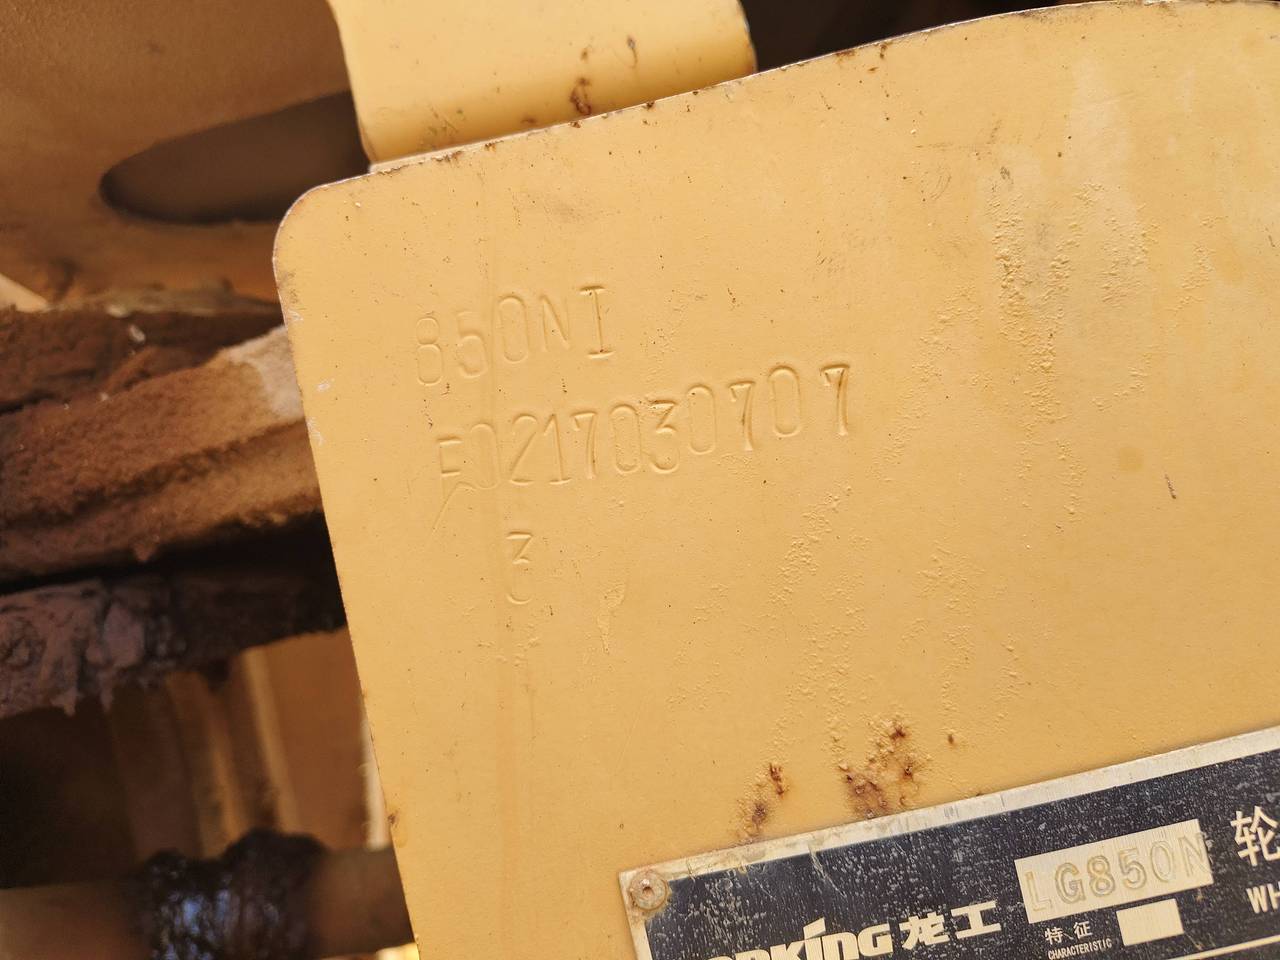 850NI
F0217030707
3
LG850N
轮
WH
龙工
特征
CHARACTERISTIC